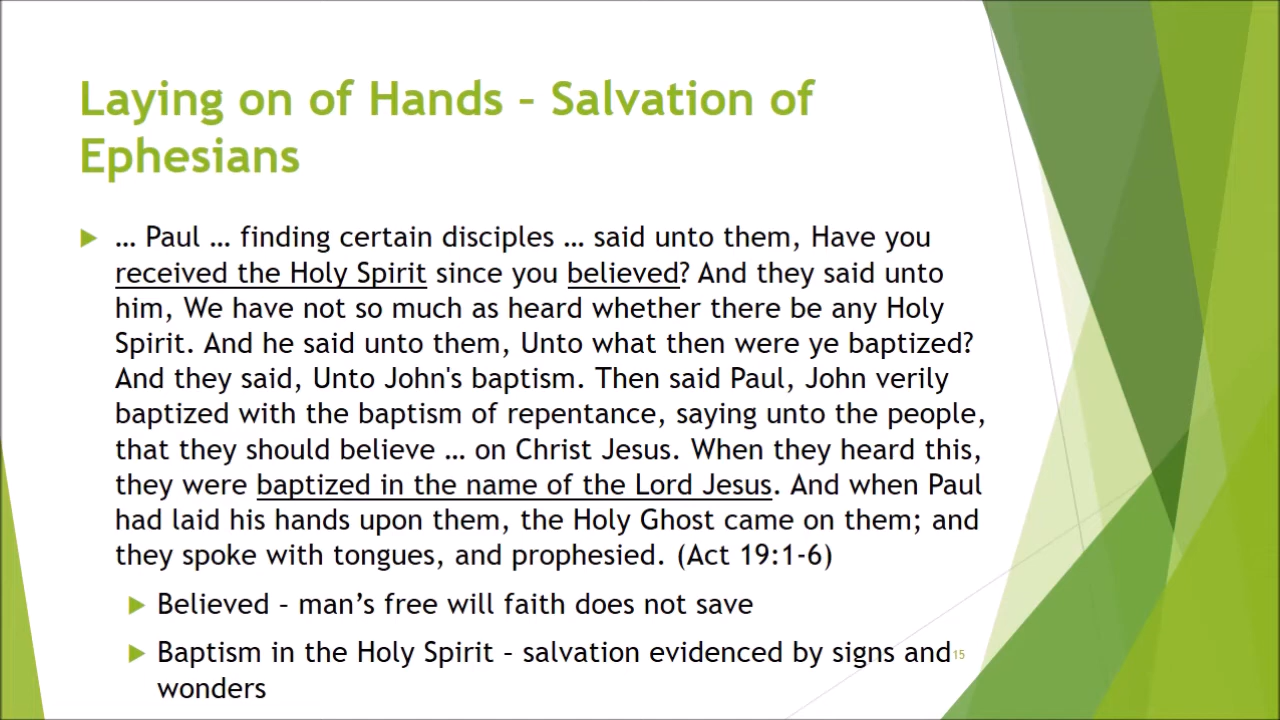 Laying on of Hands – Salvation of
Ephesians
… Paul … finding certain disciples … said unto them, Have you
received the Holy Spirit since you believed? And they said unto
him, We have not so much as heard whether there be any Holy
Spirit. And he said unto them, Unto what then were ye baptized?
And they said, Unto John's baptism. Then said Paul, John verily
baptized with the baptism of repentance, saying unto the people,
that they should believe … on Christ Jesus. When they heard this,
they were baptized in the name of the Lord Jesus. And when Paul
had laid his hands upon them, the Holy Ghost came on them; and
they spoke with tongues, and prophesied. (Act 19:1-6)
Believed – man’s free will faith does not save
Baptism in the Holy Spirit – salvation evidenced by signs and
wonders
15